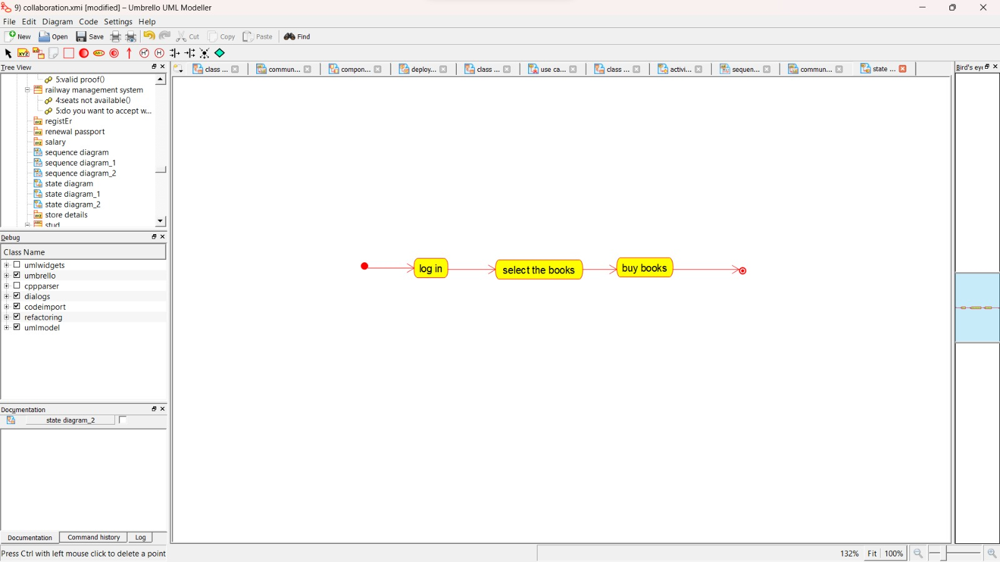 9) collaboration.xmi [modified] – Umbrello UML Modeller
File Edit Diagram Code Settings Help
New Open Save Cut Copy Paste Find
Tree View
class ... commun... compon... deploy... class ... use ca... class ... activi... sequen... commun... state ...
Bird's eye
5:valid proof()
railway management system
4:seats not available()
5:do you want to accept w...
registEr
renewal passport
salary
sequence diagram
sequence diagram_1
sequence diagram_2
state diagram
state diagram_1
state diagram_2
store details
stud
Debug
Class Name
umlwidgets
umbrello
cppparser
dialogs
codeimport
refactoring
umlmodel
log in
select the books
buy books
Documentation
state diagram_2
Documentation Command history Log
Press Ctrl with left mouse click to delete a point
132% Fit 100%